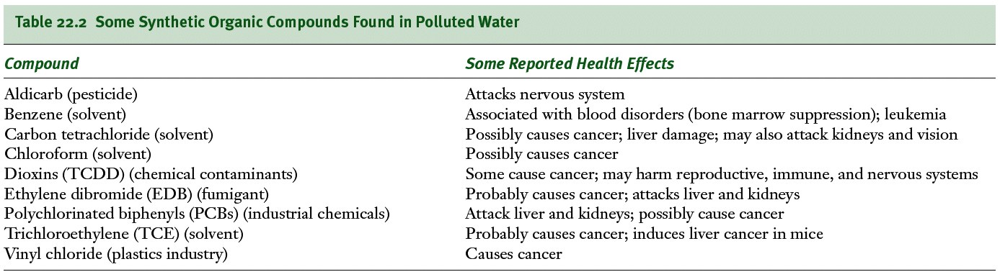 Table 22.2 Some Synthetic Organic Compounds Found in Polluted Water
Compound Some Reported Health Effects
Aldicarb (pesticide) Attacks nervous system
Benzene (solvent) Associated with blood disorders (bone marrow suppression); leukemia
Carbon tetrachloride (solvent) Possibly causes cancer; liver damage; may also attack kidneys and vision
Chloroform (solvent) Possibly causes cancer
Dioxins (TCDD) (chemical contaminants) Some cause cancer; may harm reproductive, immune, and nervous systems
Ethylene dibromide (EDB) (fumigant) Probably causes cancer; attacks liver and kidneys
Polychlorinated biphenyls (PCBs) (industrial chemicals) Attack liver and kidneys; possibly cause cancer
Trichloroethylene (TCE) (solvent) Probably causes cancer; induces liver cancer in mice
Vinyl chloride (plastics industry) Causes cancer